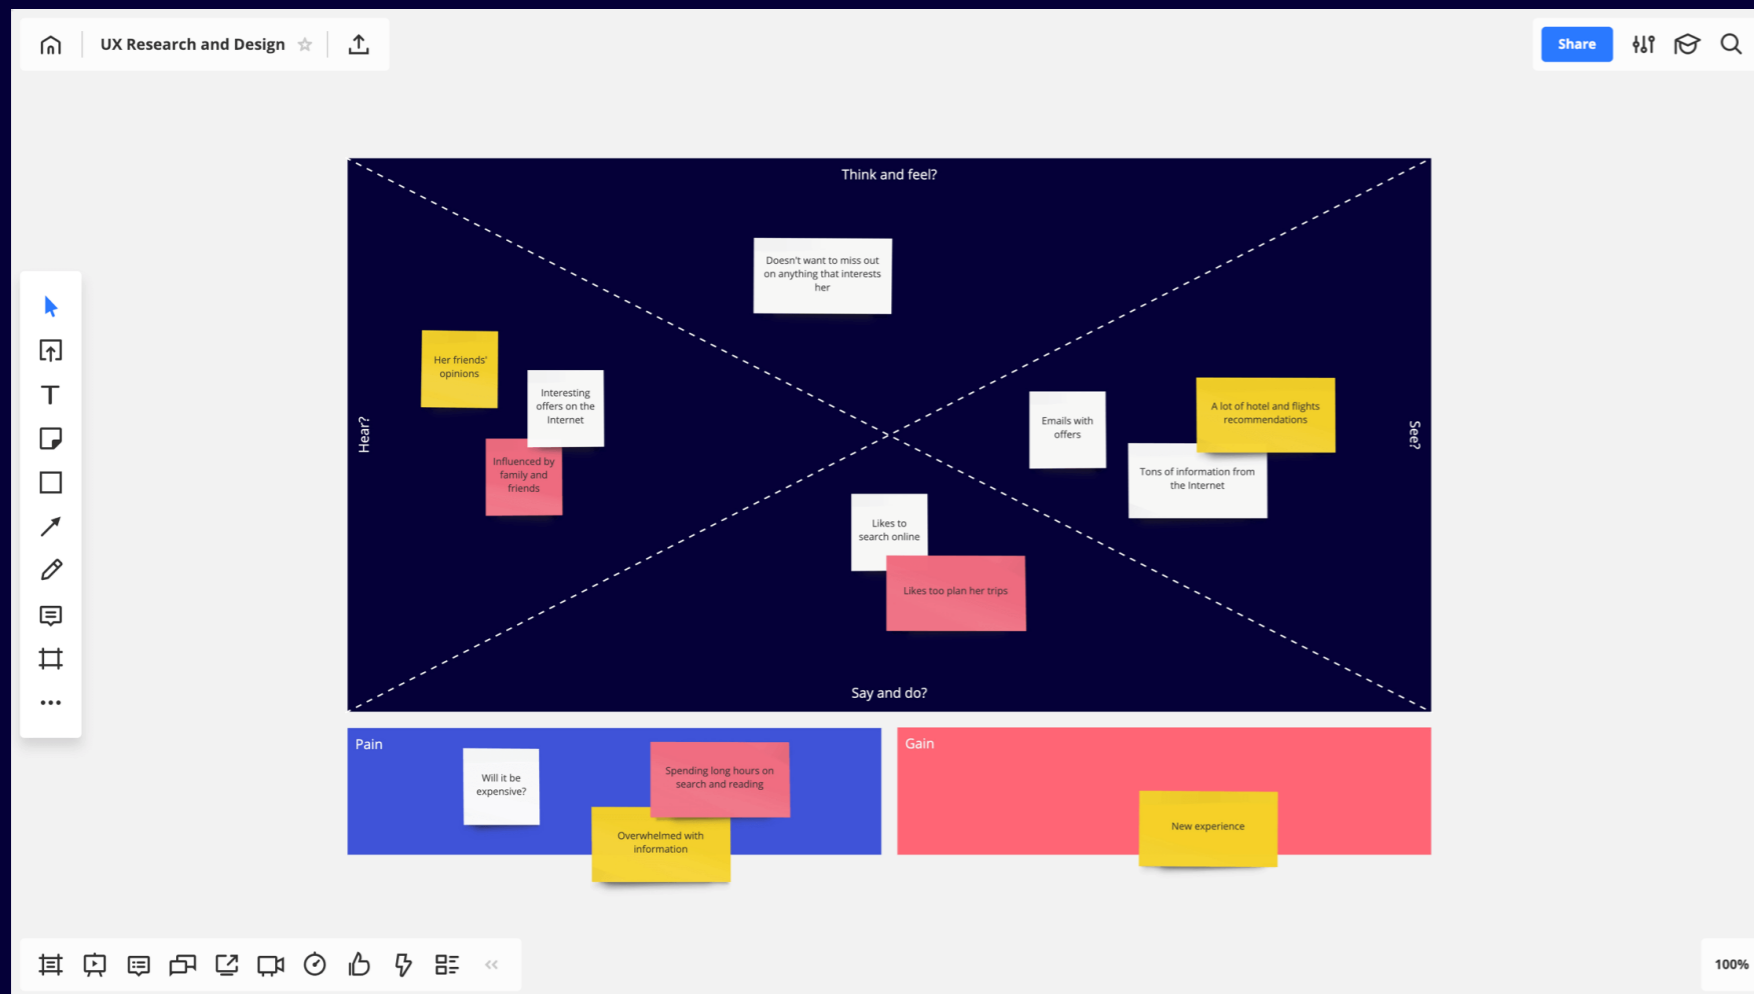 UX Research and Design
Share
Think and feel?
Doesn't want to miss out
on anything that interests
her
Hear?
Her friends'
opinions
Interesting
offers on the
Internet
Influenced by
family and
friends
See?
Emails with
offers
A lot of hotel and flights
recommendations
Tons of information from
the Internet
Likes to
search online
Likes too plan her trips
Say and do?
Pain
Will it be
expensive?
Spending long hours on
search and reading
Overwhelmed with
information
Gain
New experience
100%